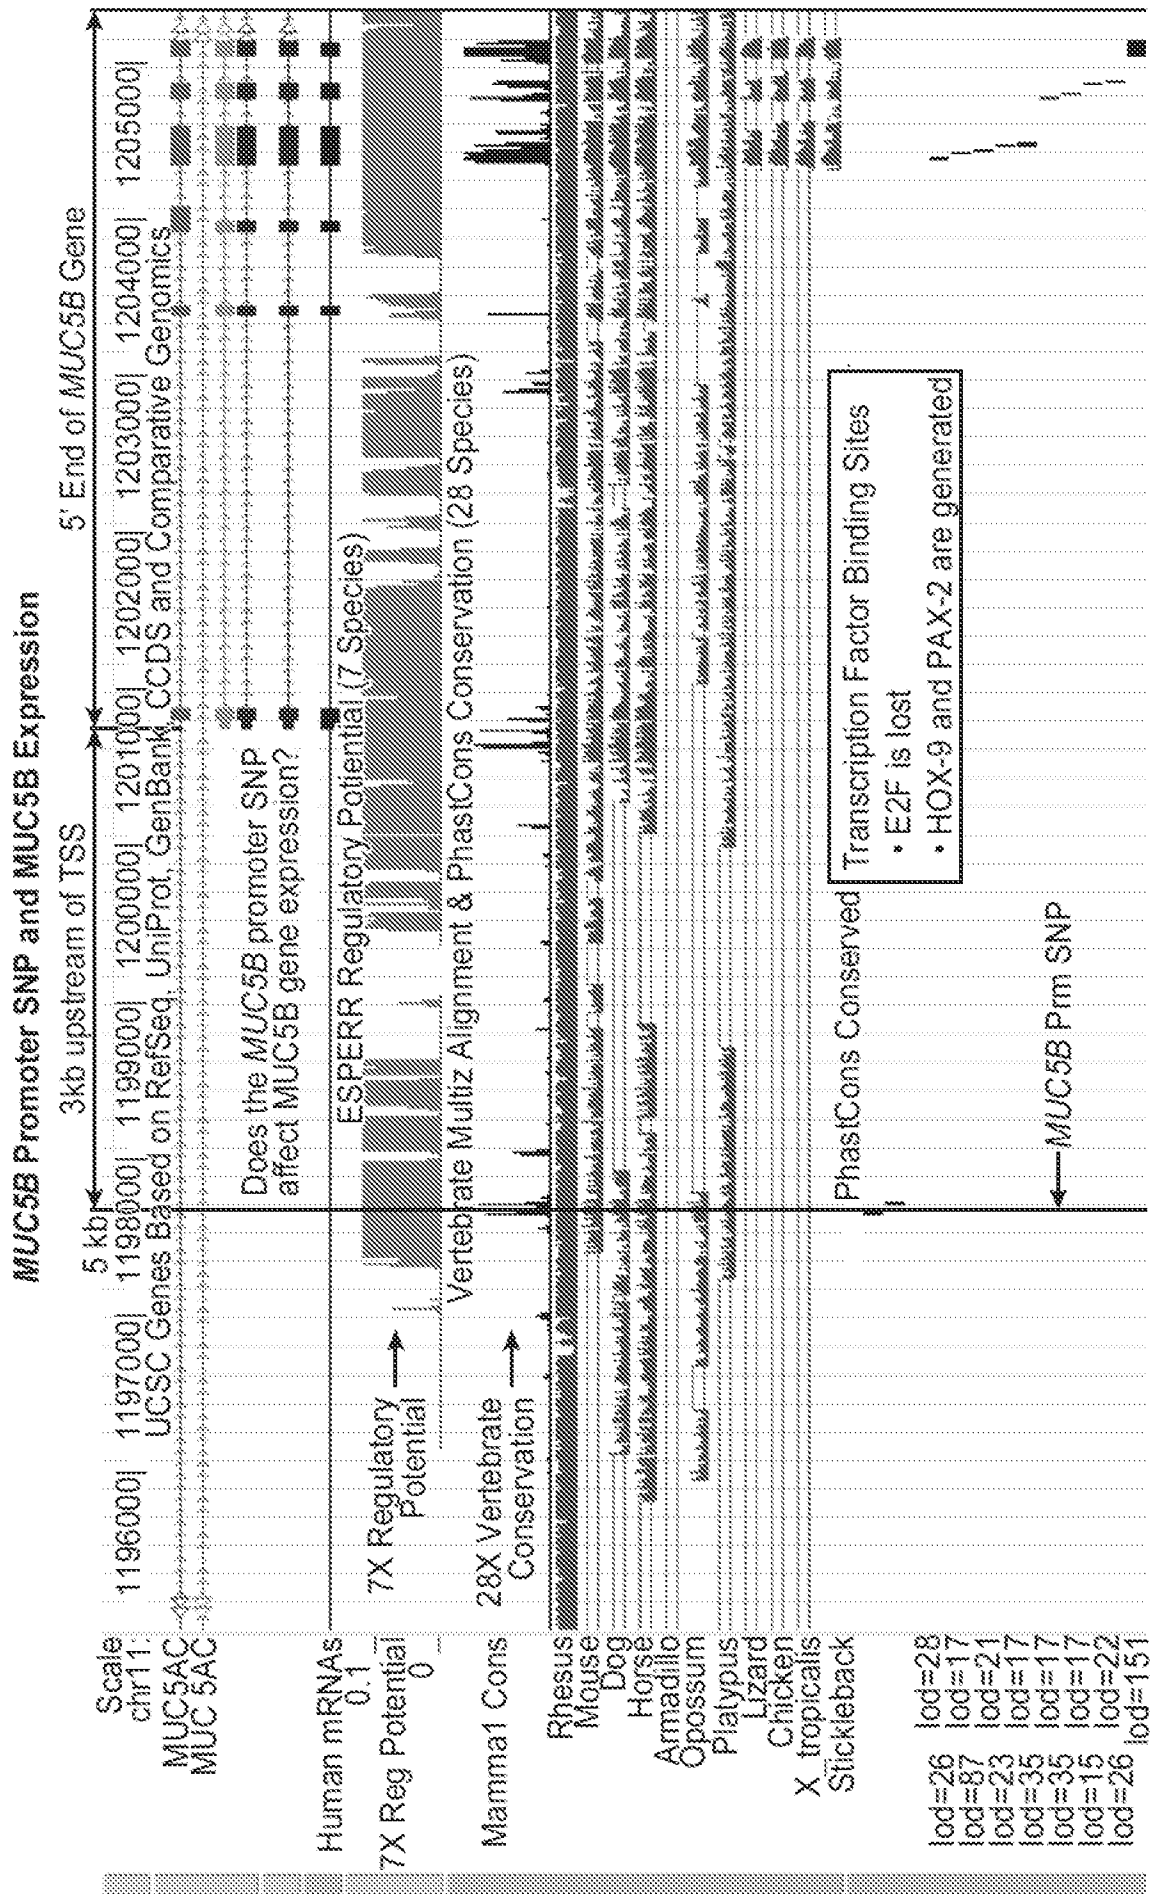 MUC5B Promoter SNP and MUC5B Expression
3kb upstream of TSS
5' End of MUC5B Gene
Scale
5 kb
chr11:
1196000|
1197000|
1198000|
1199000|
1200000|
1201000|
1202000|
1203000|
1204000|
1205000|
UCSC Genes Based on RefSeq, UniProt, GenBank, CCDS and Comparative Genomics
MUC5AC
MUC 5AC
Does the MUC5B promoter SNP
affect MUC5B gene expression?
Human mRNAs
ESPERR Regulatory Potiential (7 Species)
0.1
7X Reg Potential
0
7X Regulatory
Potential
Vertebrate Multiz Alignment & PhastCons Conservation (28 Species)
Mamma1 Cons
28X Vertebrate
Conservation
Rhesus
Mouse
Dog
Horse
Armadillo
Opossum
Platypus
Lizard
Chicken
X_tropicalis
Stickleback
PhastCons Conserved
Transcription Factor Binding Sites
• E2F is lost
• HOX-9 and PAX-2 are generated
MUC5B Prm SNP
lod=26
lod=28
lod=87
lod=17
lod=23
lod=21
lod=35
lod=17
lod=35
lod=17
lod=15
lod=17
lod=26
lod=22
lod=151